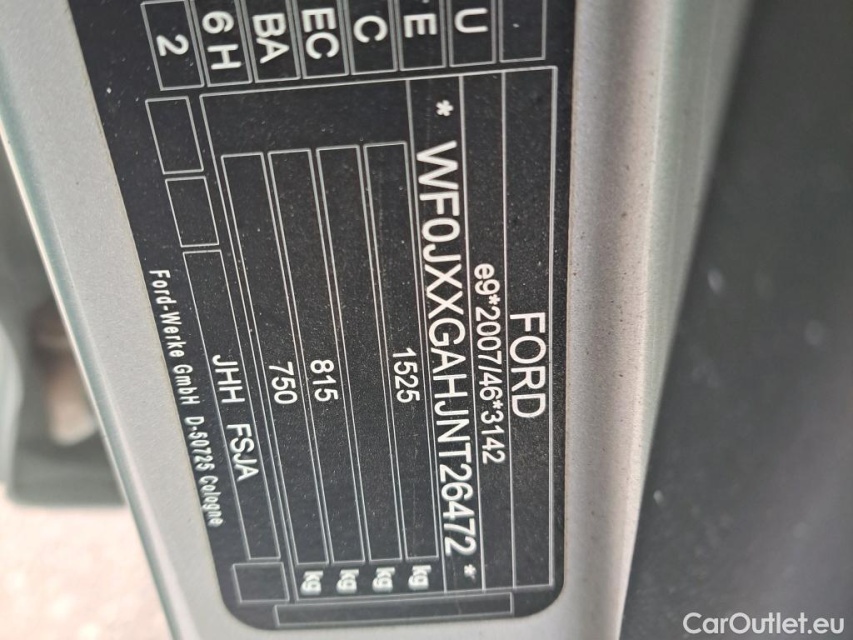 FORD
e9*2007/46*3142
* WF0JXXGAHJNT26472 *
1525 kg
kg
815 kg
750 kg
JHH FSJA
Ford-Werke GmbH D-50725 Cologne
U
E
C
EC
BA
6H
2
CarOutlet.eu